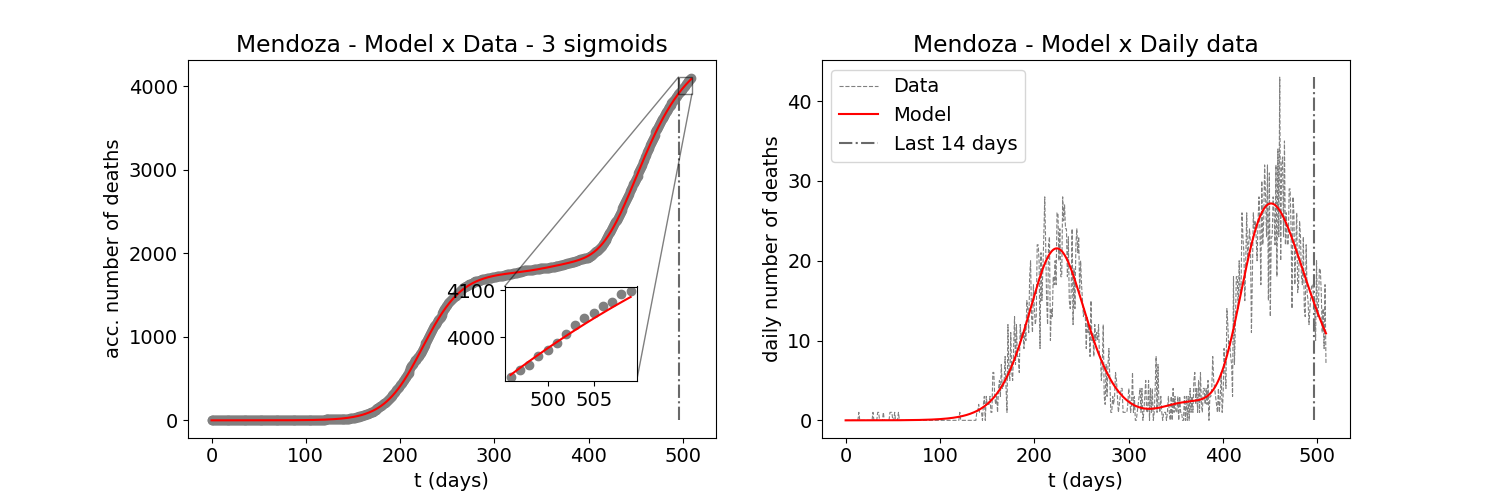 Mendoza - Model x Data - 3 sigmoids
acc. number of deaths
4000
3000
2000
1000
0
4100
4000
500 505
0 100 200 300 400 500
t (days)
Mendoza - Model x Daily data
daily number of deaths
Data
Model
Last 14 days
40
30
20
10
0
0 100 200 300 400 500
t (days)